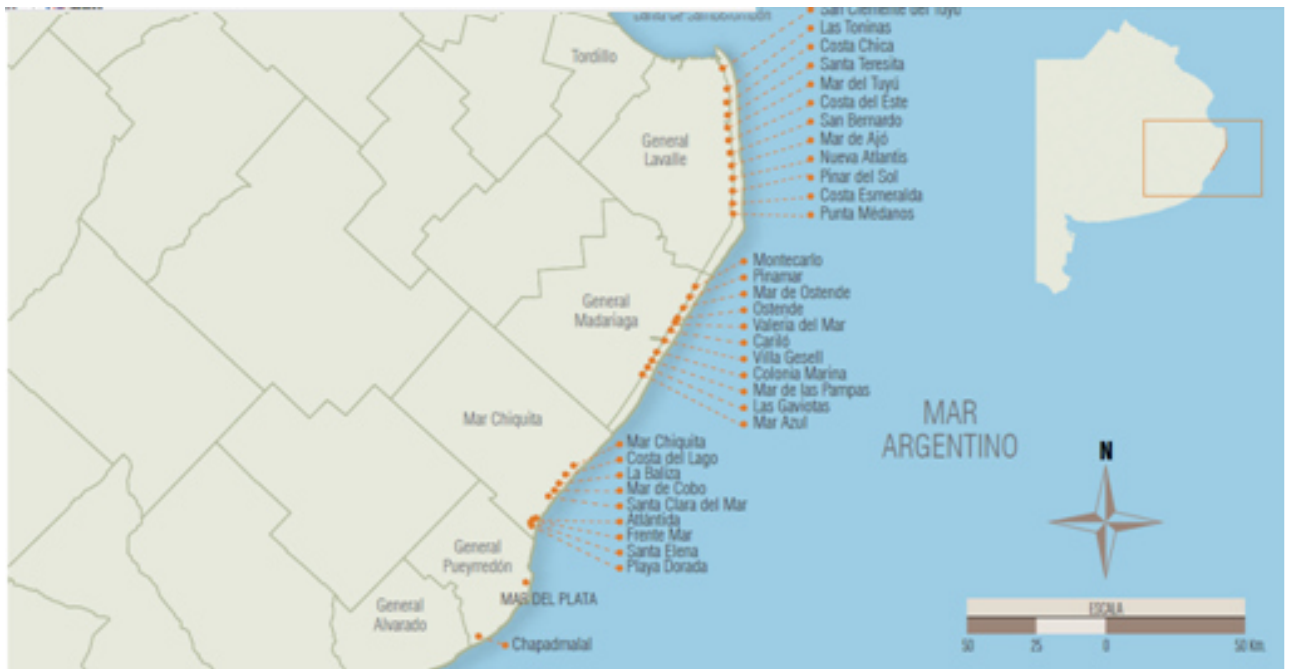 San Clemente del Tuyú
Las Toninas
Costa Chica
Santa Teresita
Mar del Tuyú
Costa del Este
San Bernardo
Mar de Ajó
Nueva Atlantis
Pinar del Sol
Costa Esmeralda
Punta Médanos
Tordillo
General
Lavalle
Montecarlo
Pinamar
Mar de Ostende
Ostende
Valeria del Mar
Cariló
Villa Gesell
Colonia Marina
Mar de las Pampas
Las Gaviotas
Mar Azul
General
Madariaga
MAR
ARGENTINO
Mar Chiquita
Mar Chiquita
Costa del Lago
La Baliza
Mar de Cobo
Santa Clara del Mar
Atlántida
Frente Mar
Santa Elena
Playa Dorada
General
Pueyrredón
MAR DEL PLATA
General
Alvarado
Chapadmalal
N
ESCALA
50 25 0 50 Km.